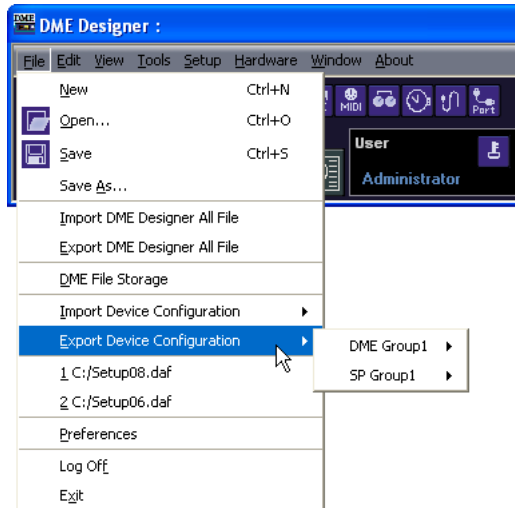 DME Designer :
File Edit View Tools Setup Hardware Window About
New Ctrl+N
MIDI
Port
Open... Ctrl+O
User
Save Ctrl+S
Administrator
Save As...
Import DME Designer All File
Export DME Designer All File
DME File Storage
Import Device Configuration
Export Device Configuration
DME Group1
1 C:/Setup08.daf
SP Group1
2 C:/Setup06.daf
Preferences
Log Off
Exit